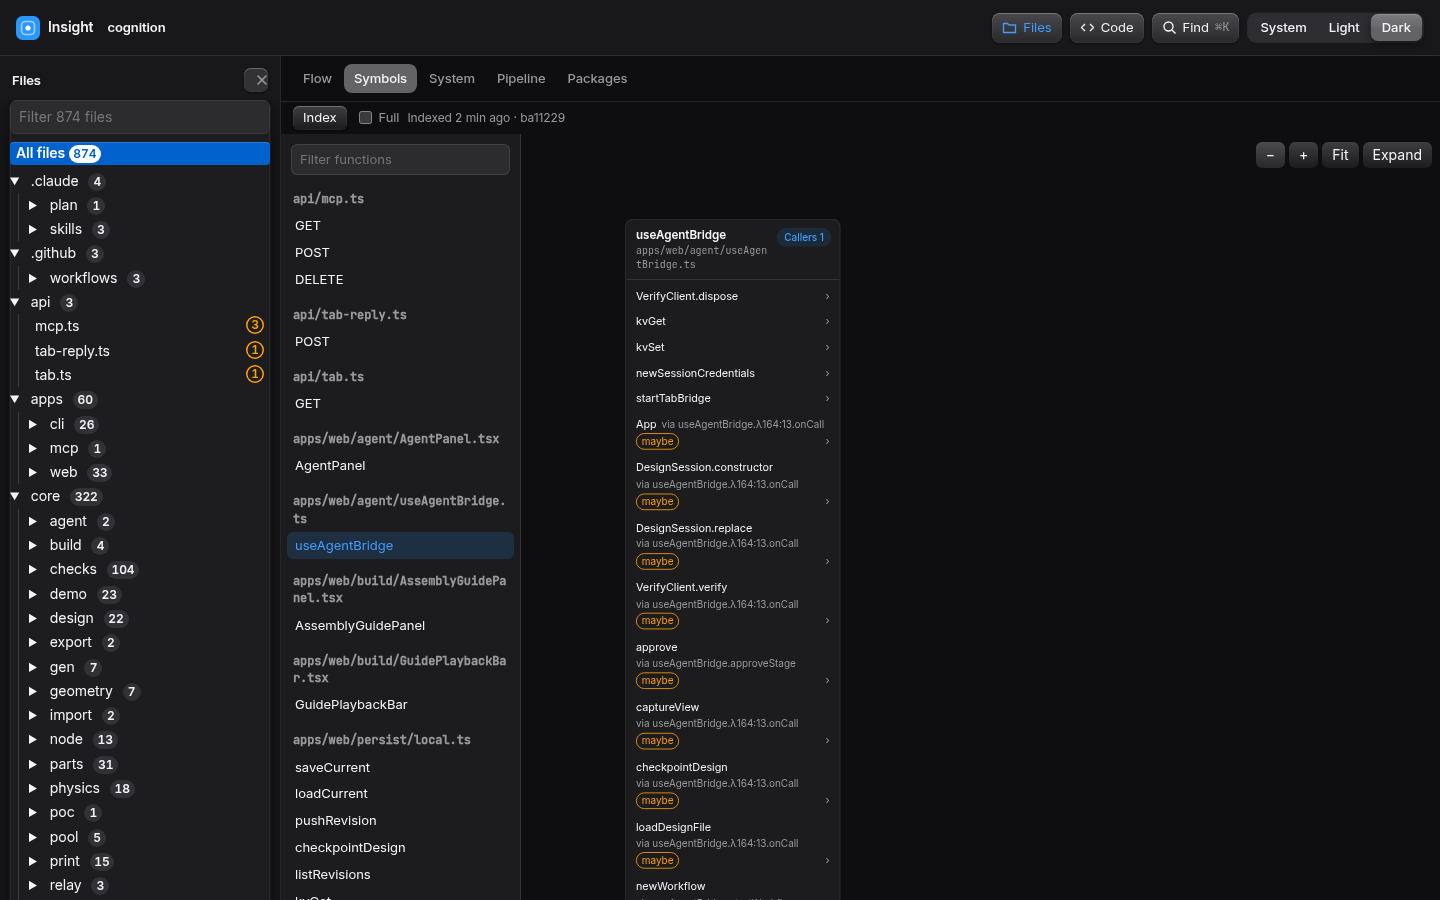 Insight cognition
Files
Code
Find ⌘K
System
Light
Dark
Files
Filter 874 files
All files 874
.claude 4
plan 1
skills 3
.github 3
workflows 3
api 3
mcp.ts 3
tab-reply.ts 1
tab.ts 1
apps 60
cli 26
mcp 1
web 33
core 322
agent 2
build 4
checks 104
demo 23
design 22
export 2
gen 7
geometry 7
import 2
node 13
parts 31
physics 18
poc 1
pool 5
print 15
relay 3
Flow
Symbols
System
Pipeline
Packages
Index
Full
Indexed 2 min ago · ba11229
Filter functions
api/mcp.ts
GET
POST
DELETE
api/tab-reply.ts
POST
api/tab.ts
GET
apps/web/agent/AgentPanel.tsx
AgentPanel
apps/web/agent/useAgentBridge.
ts
useAgentBridge
apps/web/build/AssemblyGuidePa
nel.tsx
AssemblyGuidePanel
apps/web/build/GuidePlaybackBa
r.tsx
GuidePlaybackBar
apps/web/persist/local.ts
saveCurrent
loadCurrent
pushRevision
checkpointDesign
listRevisions
−
+
Fit
Expand
useAgentBridge
Callers 1
apps/web/agent/useAgen
tBridge.ts
VerifyClient.dispose ›
kvGet ›
kvSet ›
newSessionCredentials ›
startTabBridge ›
App via useAgentBridge.λ164:13.onCall
maybe ›
DesignSession.constructor
via useAgentBridge.λ164:13.onCall
maybe ›
DesignSession.replace
via useAgentBridge.λ164:13.onCall
maybe ›
VerifyClient.verify
via useAgentBridge.λ164:13.onCall
maybe ›
approve
via useAgentBridge.approveStage
maybe ›
captureView
via useAgentBridge.λ164:13.onCall
maybe ›
checkpointDesign
via useAgentBridge.λ164:13.onCall
maybe ›
loadDesignFile
via useAgentBridge.λ164:13.onCall
maybe ›
newWorkflow